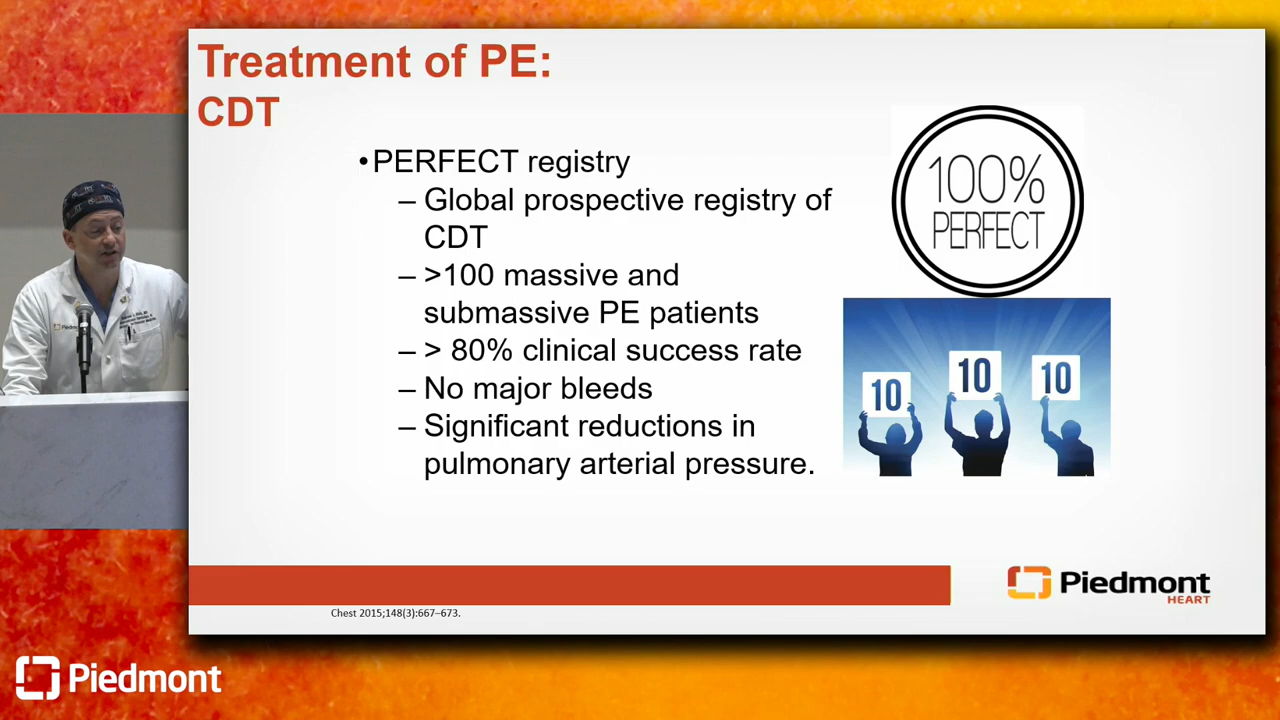 Treatment of PE:
CDT
•PERFECT registry
– Global prospective registry of
CDT
– >100 massive and
submassive PE patients
– > 80% clinical success rate
– No major bleeds
– Significant reductions in
pulmonary arterial pressure.
100%
PERFECT
10
10
10
Chest 2015;148(3):667–673.
Piedmont
HEART
Piedmont